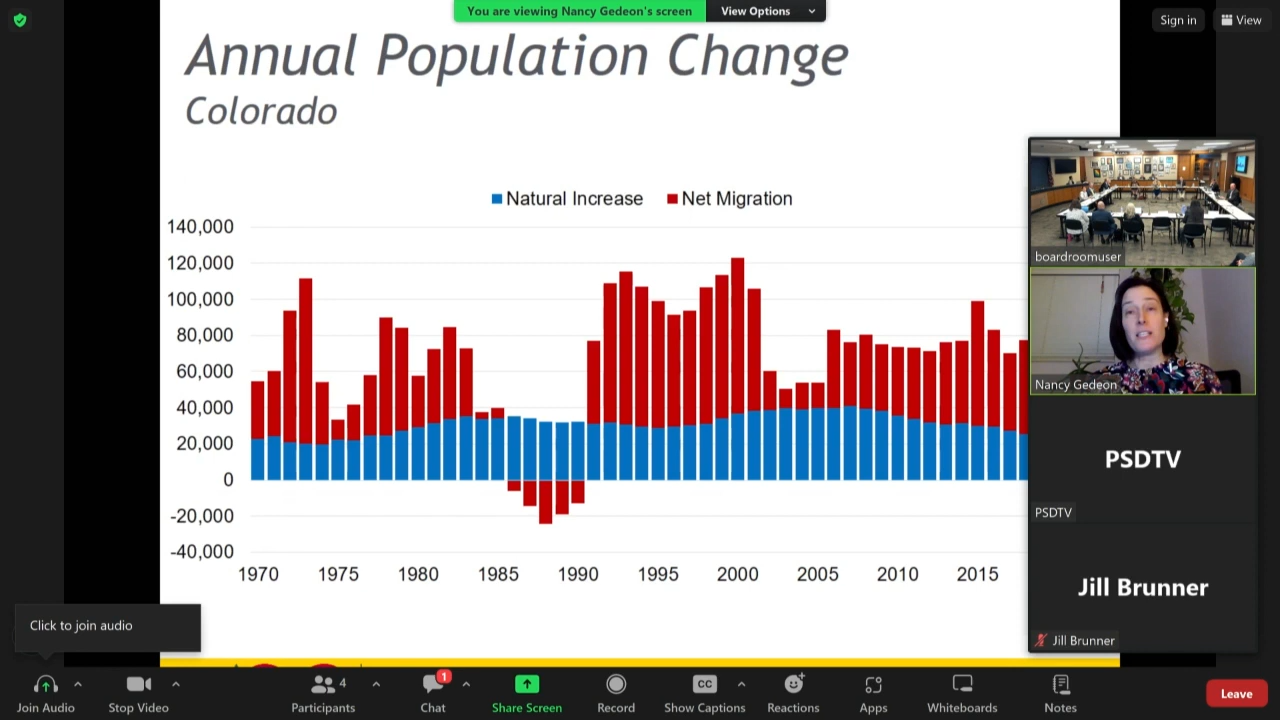 You are viewing Nancy Gedeon's screen
View Options
Sign in
View
Annual Population Change
Colorado
Natural Increase
Net Migration
140,000
120,000
100,000
80,000
60,000
40,000
20,000
0
-20,000
-40,000
1970 1975 1980 1985 1990 1995 2000 2005 2010 2015
boardroomuser
Nancy Gedeon
PSDTV
PSDTV
Jill Brunner
Jill Brunner
Click to join audio
Join Audio
Stop Video
4
Participants
1
Chat
Share Screen
Record
CC
Show Captions
Reactions
Apps
Whiteboards
Notes
Leave